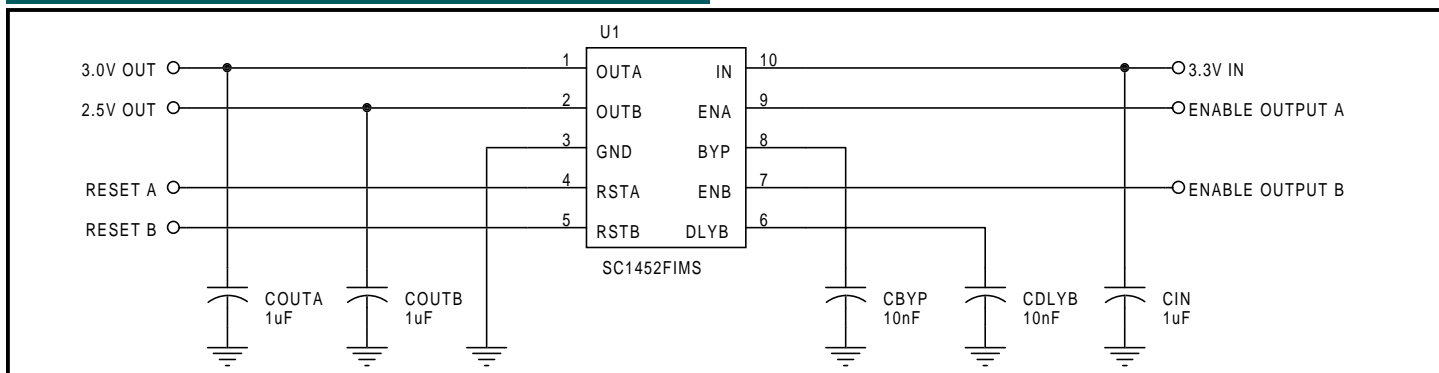 U1
3.0V OUT 1 OUTA IN 10 3.3V IN
2.5V OUT 2 OUTB ENA 9 ENABLE OUTPUT A
3 GND BYP 8
RESET A 4 RSTA ENB 7 ENABLE OUTPUT B
RESET B 5 RSTB DLYB 6
SC1452FIMS
COUTA COUTB CBYP CDLYB CIN
1uF 1uF 10nF 10nF 1uF